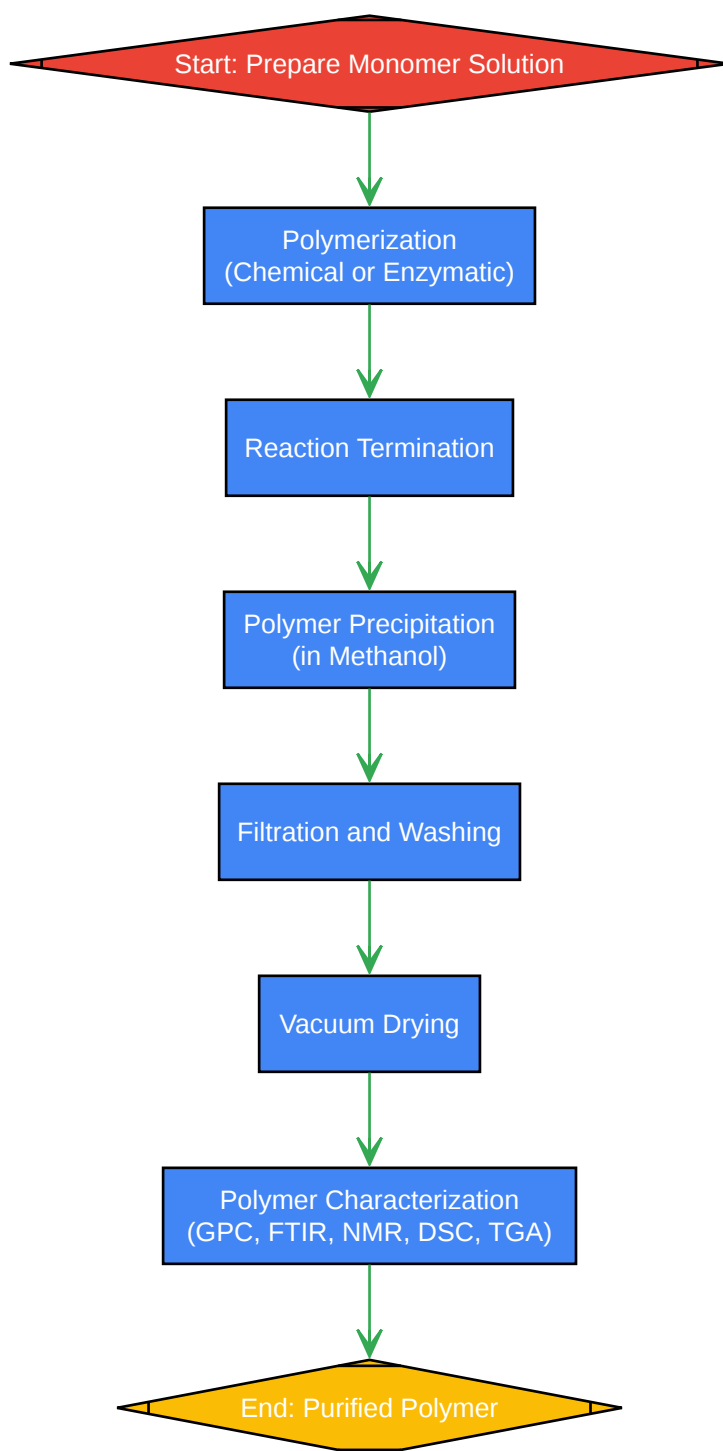 Start: Prepare Monomer Solution
Polymerization
(Chemical or Enzymatic)
Reaction Termination
Polymer Precipitation
(in Methanol)
Filtration and Washing
Vacuum Drying
Polymer Characterization
(GPC, FTIR, NMR, DSC, TGA)
End: Purified Polymer